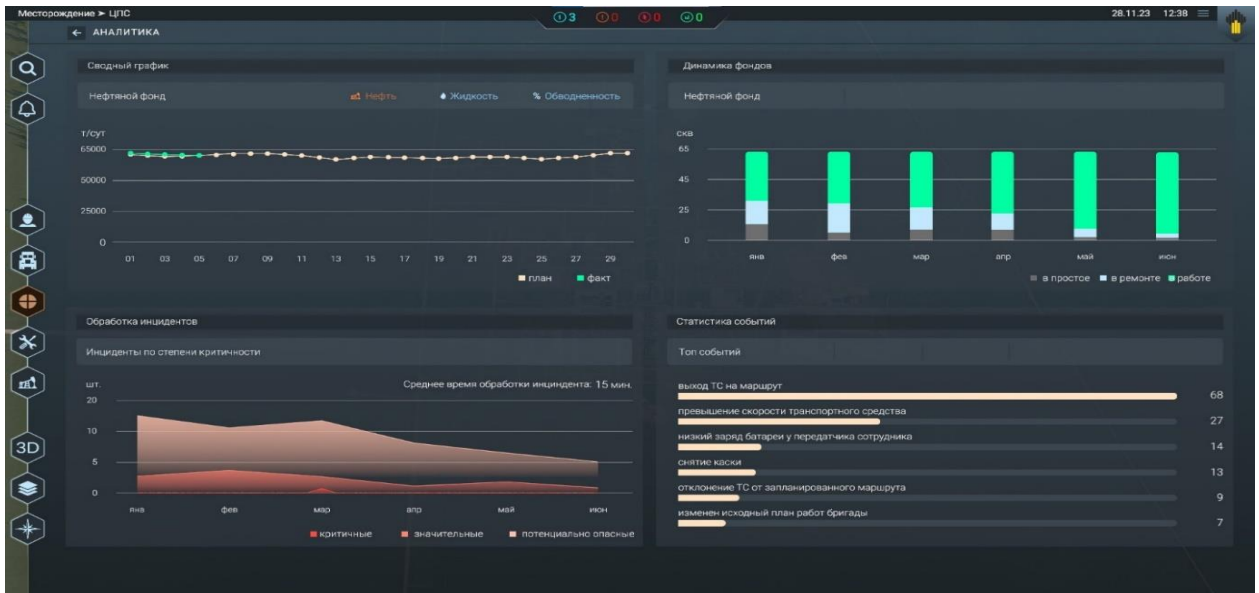 Месторождение ➤ ЦПС
3 0 0 0
28.11.23 12:38
← АНАЛИТИКА
Сводный график
Нефтяной фонд
Нефть Жидкость % Обводненность
т/сут
65000
50000
25000
0
01 03 05 07 09 11 13 15 17 19 21 23 25 27 29
план факт
Динамика фондов
Нефтяной фонд
скв
65
45
25
0
янв фев мар апр май июн
в простое в ремонте работе
Обработка инцидентов
Инциденты по степени критичности
шт. Среднее время обработки инциндента: 15 мин.
20
10
5
0
янв фев мар апр май июн
критичные значительные потенциально опасные
Статистика событий
Топ событий
выход ТС на маршрут
68
превышение скорости транспортного средства
27
низкий заряд батареи у передатчика сотрудника
14
снятие каски
13
отклонение ТС от запланированного маршрута
9
изменен исходный план работ бригады
7
3D